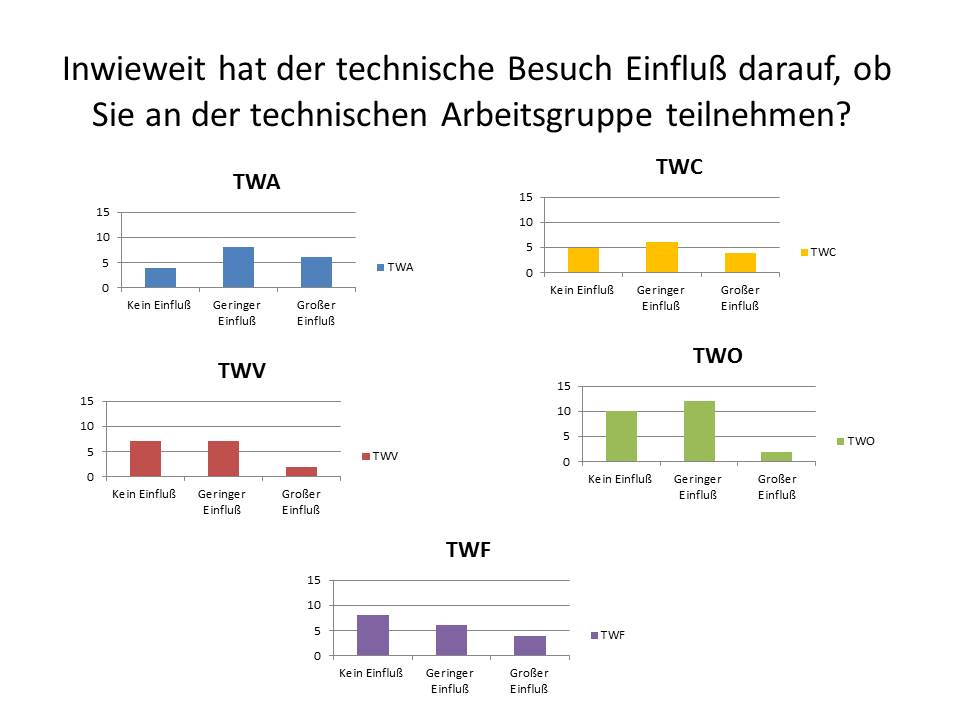 Inwieweit hat der technische Besuch Einfluß darauf, ob
Sie an der technischen Arbeitsgruppe teilnehmen?
TWA
15
10
5
0
Kein Einfluß
Geringer
Einfluß
Großer
Einfluß
TWA
TWC
15
10
5
0
Kein Einfluß
Geringer
Einfluß
Großer
Einfluß
TWC
TWV
15
10
5
0
Kein Einfluß
Geringer
Einfluß
Großer
Einfluß
TWV
TWO
15
10
5
0
Kein Einfluß
Geringer
Einfluß
Großer
Einfluß
TWO
TWF
15
10
5
0
Kein Einfluß
Geringer
Einfluß
Großer
Einfluß
TWF